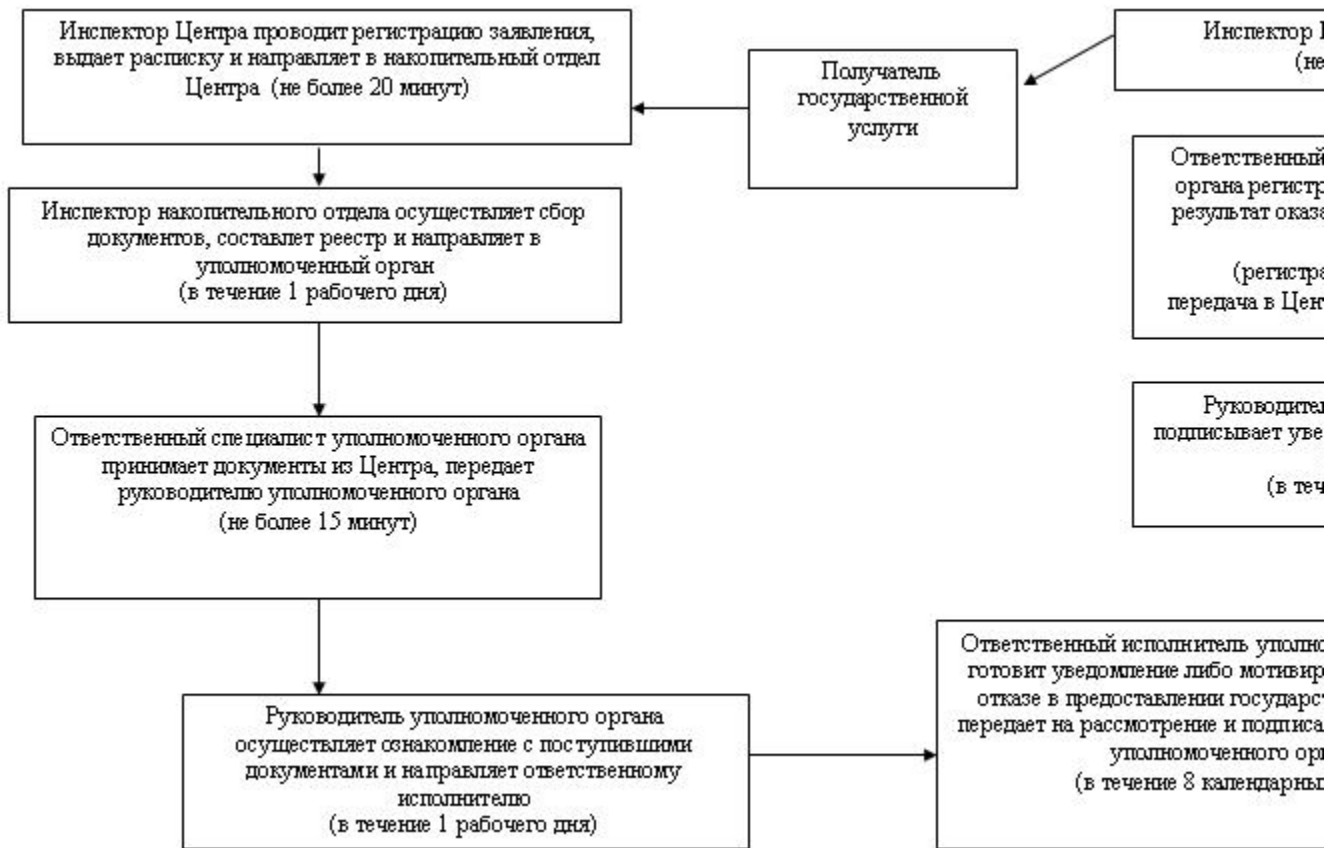 Инспектор Центра проводит регистрацию заявления,
выдает расписку и направляет в накопительный отдел
Центра (не более 20 минут)
Получатель
государственной
услуги
Инспектор
(не
Инспектор накопительного отдела осуществляет сбор
документов, составлет реестр и направляет в
уполномоченный орган
(в течение 1 рабочего дня)
Ответственный
органа регистр
результат оказа
(регистра
передача в Цент
Ответственный специалист уполномоченного органа
принимает документы из Центра, передает
руководителю уполномоченного органа
(не более 15 минут)
Руководител
подписывает уве
(в теч
Руководитель уполномоченного органа
осуществляет ознакомление с поступившими
документами и направляет ответственному
исполнителю
(в течение 1 рабочего дня)
Ответственный исполнитель уполно
готовит уведомление либо мотивир
отказе в предоставлении государст
передает на рассмотрение и подписа
уполномоченного орг
(в течение 8 календарны